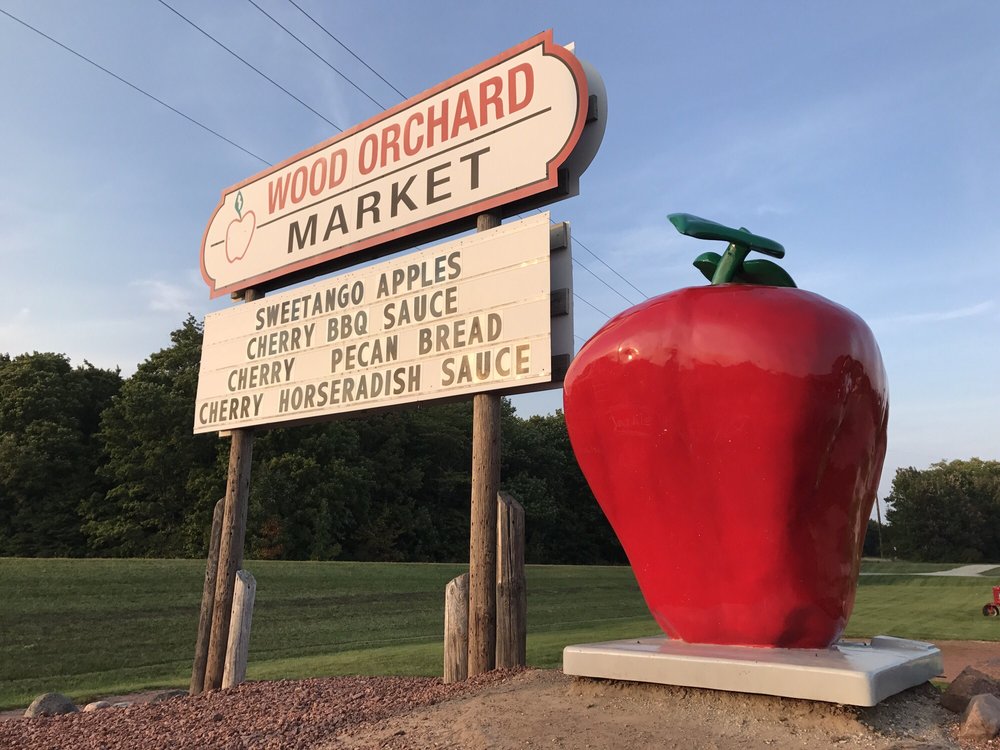 WOOD ORCHARD
MARKET
SWEETANGO APPLES
CHERRY BBQ SAUCE
CHERRY PECAN BREAD
CHERRY HORSERADISH SAUCE